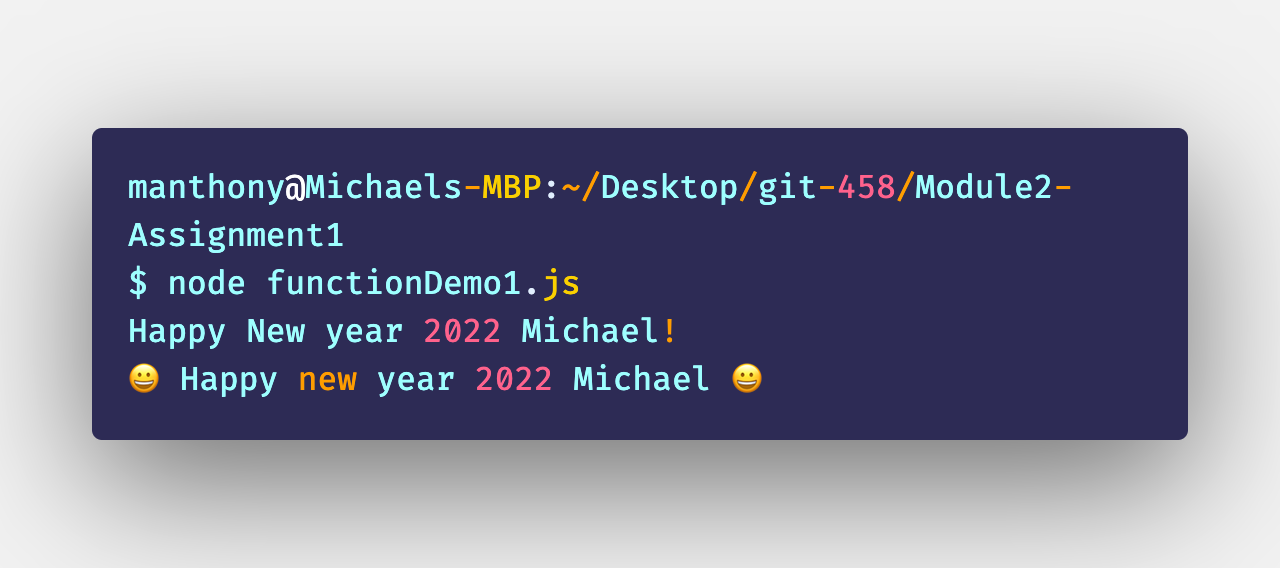 manthony@Michaels-MBP:~/Desktop/git-458/Module2-
Assignment1
$ node functionDemo1.js
Happy New year 2022 Michael!
😀 Happy new year 2022 Michael 😀